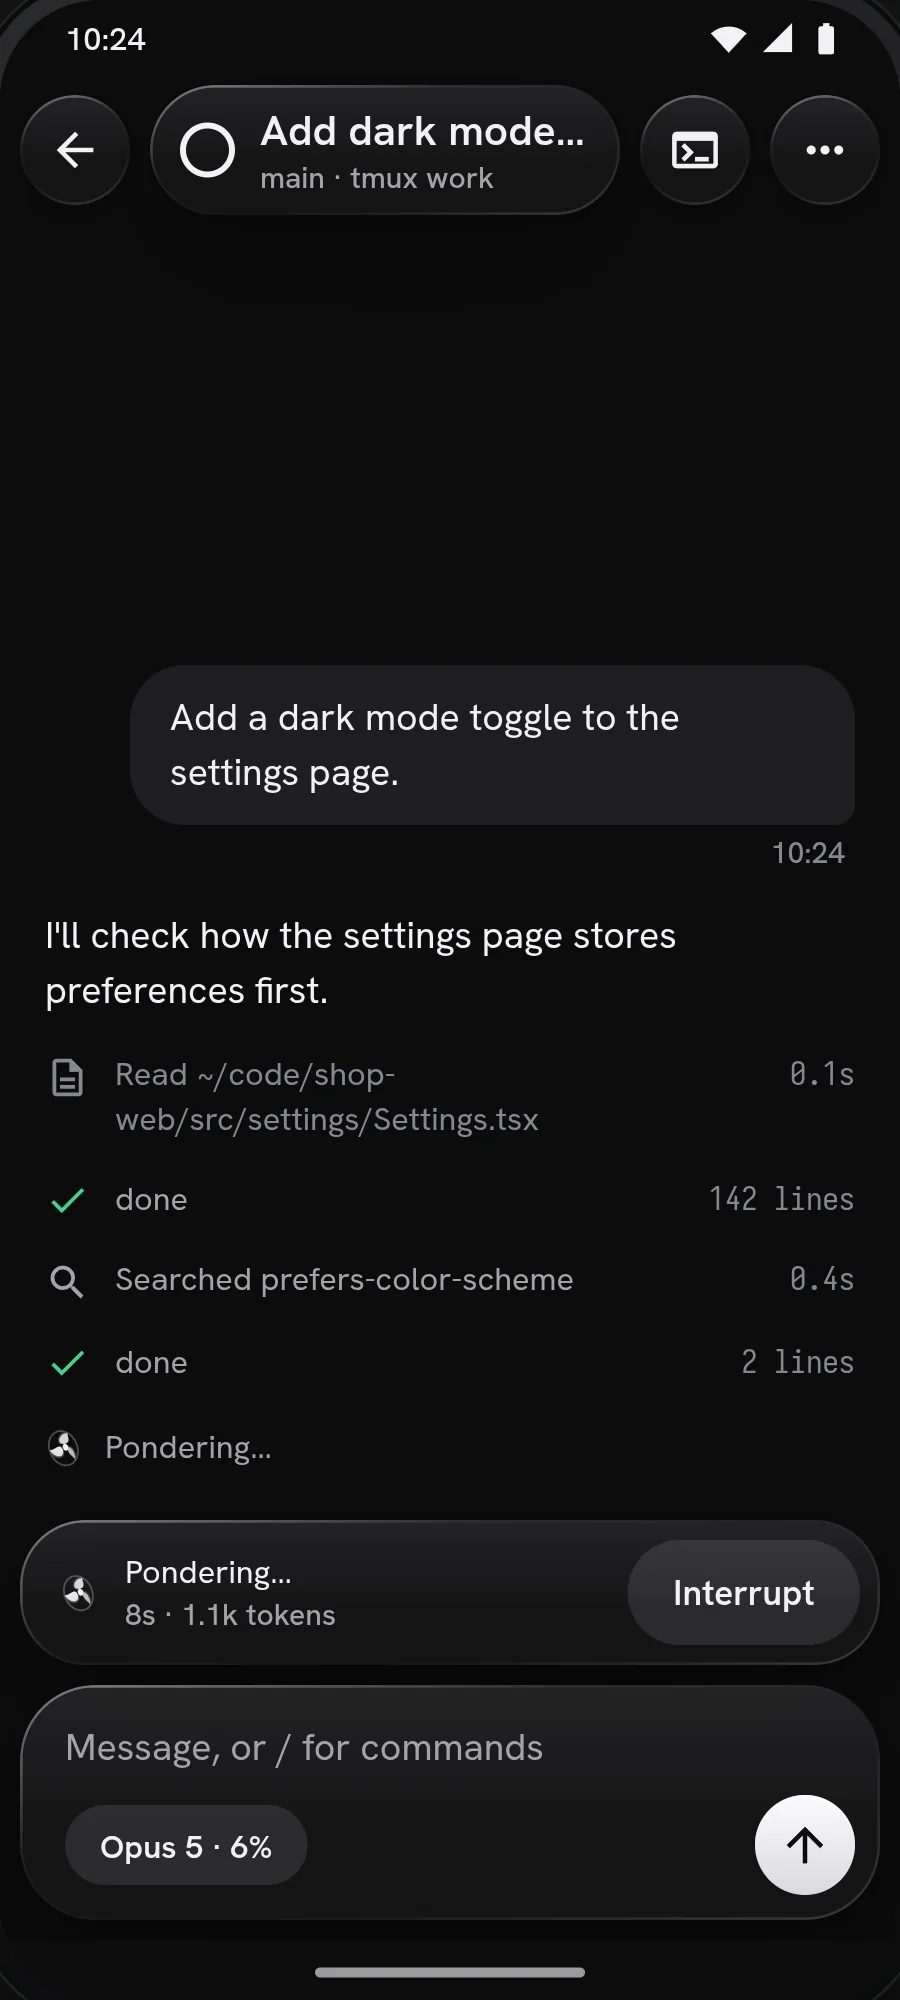 10:24
Add dark mode...
main · tmux work
Add a dark mode toggle to the
settings page.
10:24
I'll check how the settings page stores
preferences first.
Read ~/code/shop-
web/src/settings/Settings.tsx
0.1s
done
142 lines
Searched prefers-color-scheme
0.4s
done
2 lines
Pondering...
Pondering...
8s · 1.1k tokens
Interrupt
Message, or / for commands
Opus 5 · 6%